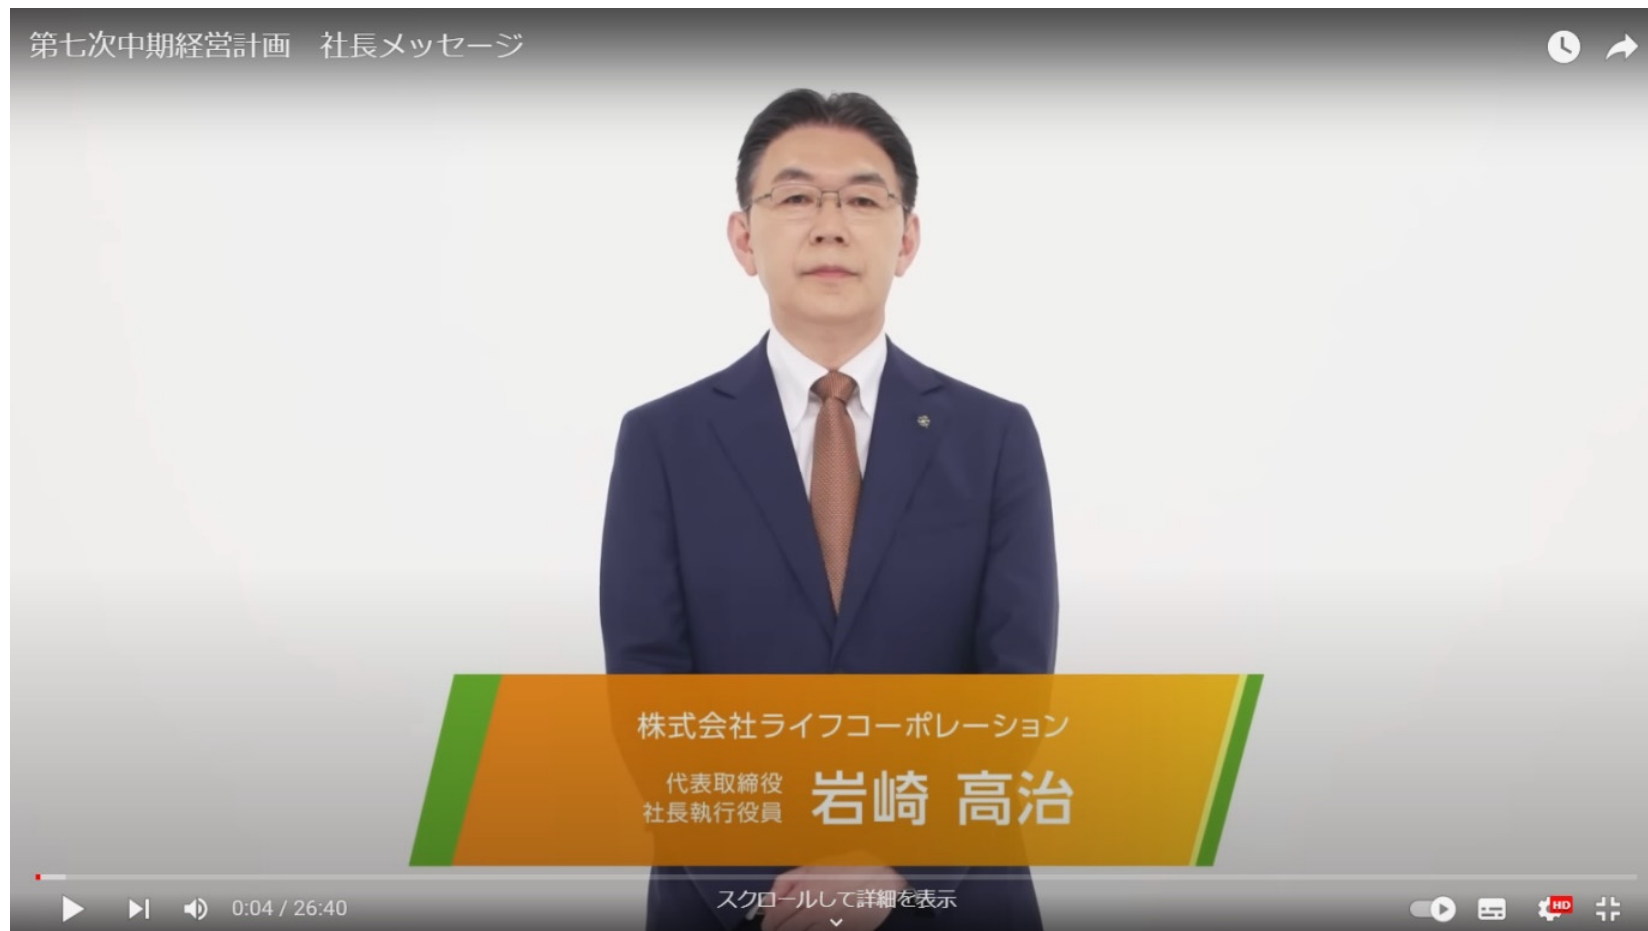 第七次中期経営計画　社長メッセージ
株式会社ライフコーポレーション
代表取締役
社長執行役員
岩崎 高治
スクロールして詳細を表示
0:04 / 26:40
HD